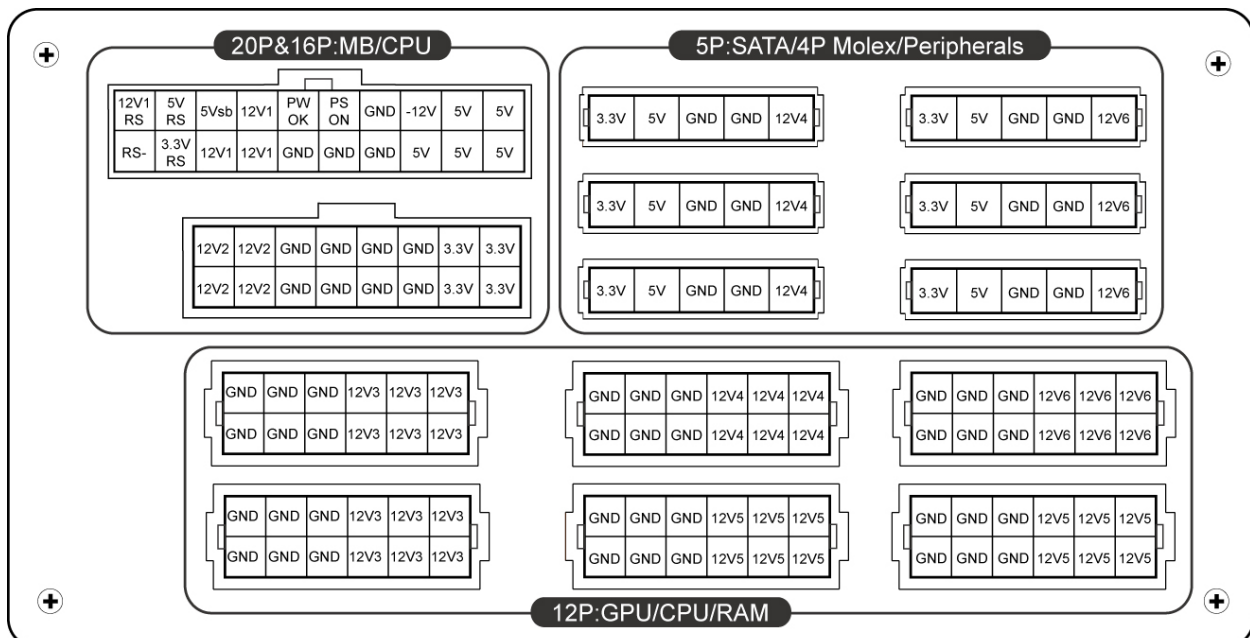 20P&16P:MB/CPU
12V1 RS 5V RS 5Vsb 12V1 PW OK PS ON GND -12V 5V 5V
RS- 3.3V RS 12V1 12V1 GND GND GND 5V 5V 5V
12V2 12V2 GND GND GND GND 3.3V 3.3V
12V2 12V2 GND GND GND GND 3.3V 3.3V
5P:SATA/4P Molex/Peripherals
3.3V 5V GND GND 12V4
3.3V 5V GND GND 12V6
3.3V 5V GND GND 12V4
3.3V 5V GND GND 12V6
3.3V 5V GND GND 12V4
3.3V 5V GND GND 12V6
GND GND GND 12V3 12V3 12V3
GND GND GND 12V3 12V3 12V3
GND GND GND 12V4 12V4 12V4
GND GND GND 12V4 12V4 12V4
GND GND GND 12V6 12V6 12V6
GND GND GND 12V6 12V6 12V6
GND GND GND 12V3 12V3 12V3
GND GND GND 12V3 12V3 12V3
GND GND GND 12V5 12V5 12V5
GND GND GND 12V5 12V5 12V5
GND GND GND 12V5 12V5 12V5
GND GND GND 12V5 12V5 12V5
12P:GPU/CPU/RAM